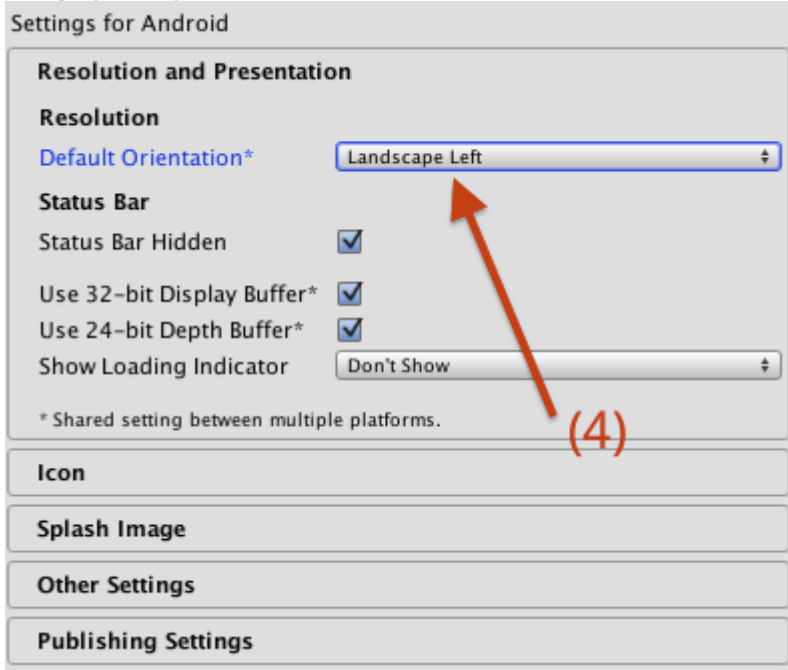 Settings for Android
Resolution and Presentation
Resolution
Default Orientation* Landscape Left
Status Bar
Status Bar Hidden
Use 32-bit Display Buffer*
Use 24-bit Depth Buffer*
Show Loading Indicator Don't Show
* Shared setting between multiple platforms.
(4)
Icon
Splash Image
Other Settings
Publishing Settings